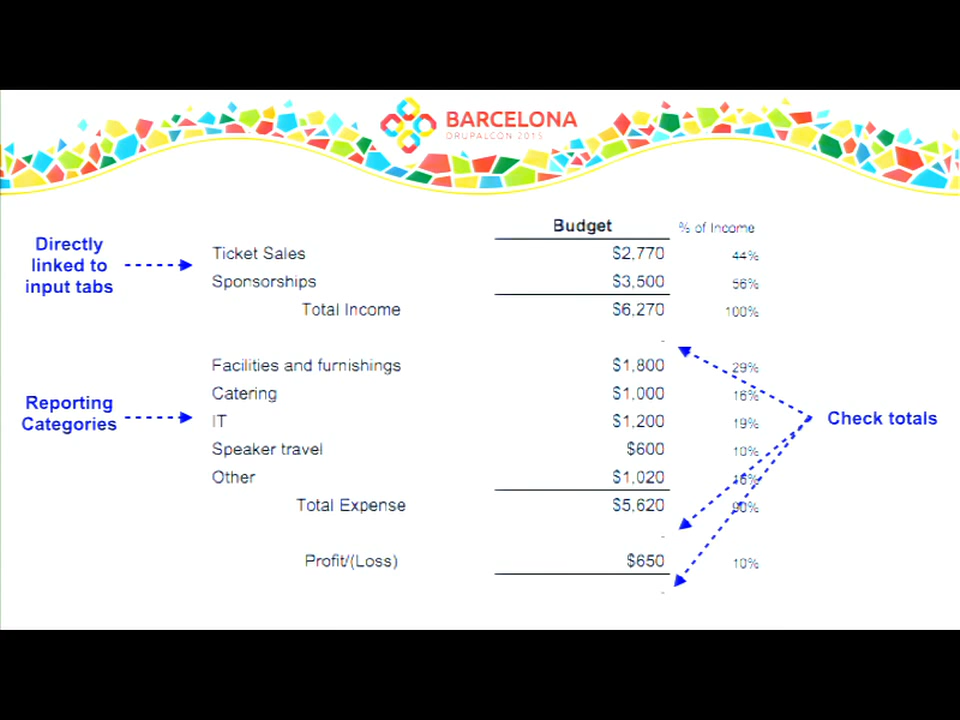 BARCELONA
DRUPALCON 2015
Budget % of Income
Directly linked to input tabs
Ticket Sales $2,770 44%
Sponsorships $3,500 56%
Total Income $6,270 100%
-
Facilities and furnishings $1,800 29%
Reporting Categories
Catering $1,000 16%
IT $1,200 19%
Check totals
Speaker travel $600 10%
Other $1,020 16%
Total Expense $5,620 90%
-
Profit/(Loss) $650 10%
-